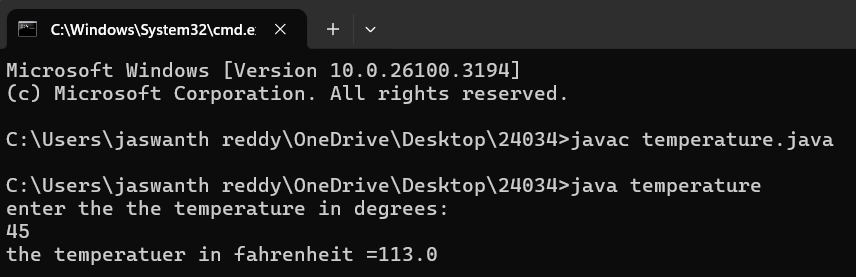 C:\Windows\System32\cmd.e
Microsoft Windows [Version 10.0.26100.3194]
(c) Microsoft Corporation. All rights reserved.
C:\Users\jaswanth reddy\OneDrive\Desktop\24034>javac temperature.java
C:\Users\jaswanth reddy\OneDrive\Desktop\24034>java temperature
enter the the temperature in degrees:
45
the temperatuer in fahrenheit =113.0